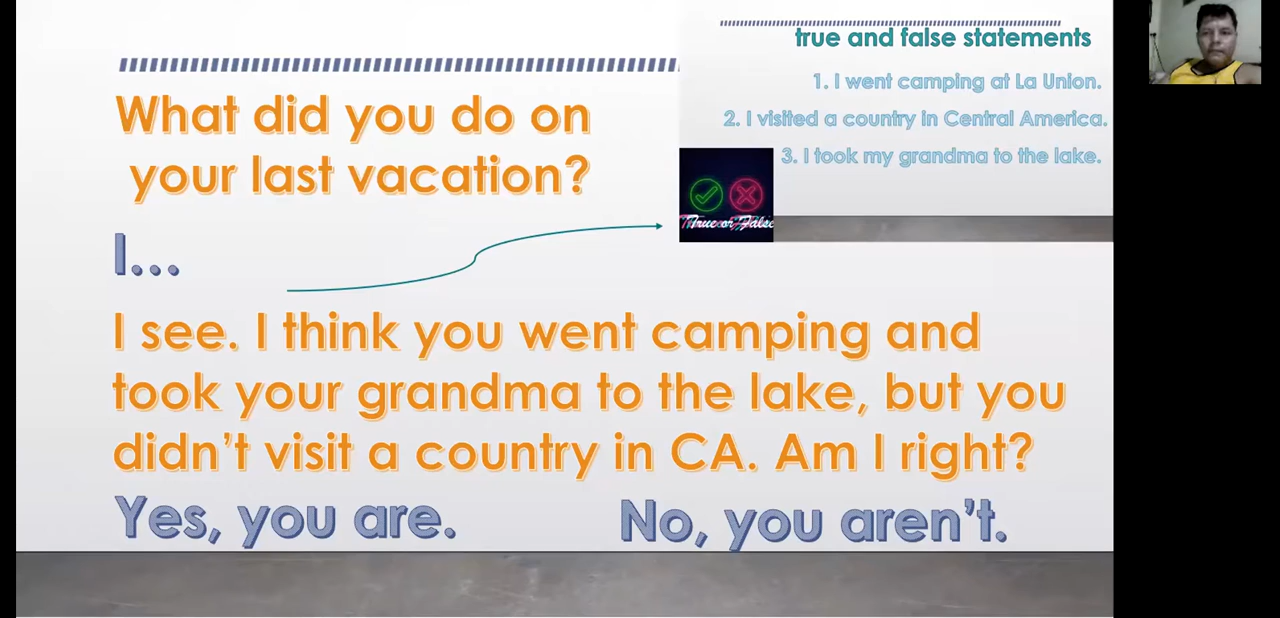 What did you do on
your last vacation?
I...
I see. I think you went camping and
took your grandma to the lake, but you
didn't visit a country in CA. Am I right?
Yes, you are. No, you aren't.
true and false statements
1. I went camping at La Union.
2. I visited a country in Central America.
3. I took my grandma to the lake.
True or False